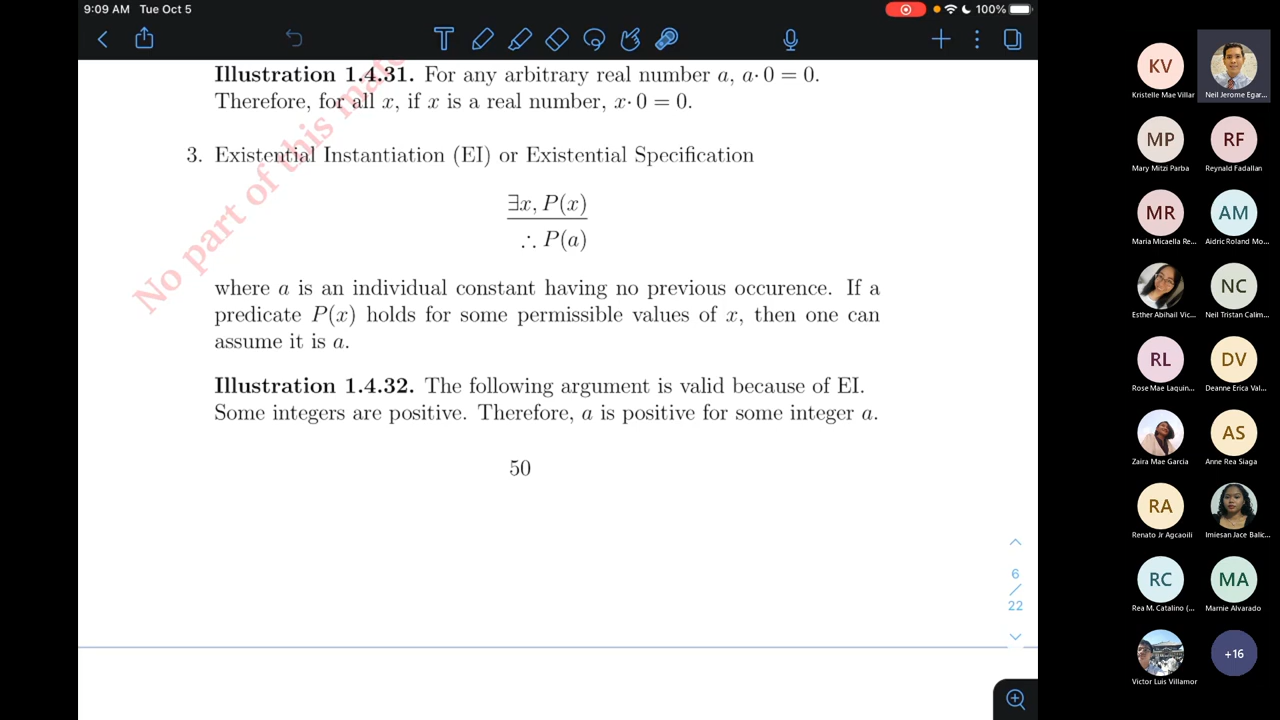 9:09 AM Tue Oct 5
100%
Illustration 1.4.31. For any arbitrary real number a, a · 0 = 0.
Therefore, for all x, if x is a real number, x · 0 = 0.
3. Existential Instantiation (EI) or Existential Specification
∃x, P(x)
∴ P(a)
where a is an individual constant having no previous occurence. If a
predicate P(x) holds for some permissible values of x, then one can
assume it is a.
Illustration 1.4.32. The following argument is valid because of EI.
Some integers are positive. Therefore, a is positive for some integer a.
50
No part of this mat
6
/
22
KV
Kristelle Mae Villar
Neil Jerome Egar...
MP
Mary Mitzi Parba
RF
Reynald Fadallan
MR
Maria Micaella Re...
AM
Aidric Roland Mo...
Esther Abihail Vic...
NC
Neil Tristan Calim...
RL
Rose Mae Laquin...
DV
Deanne Erica Val...
Zaira Mae Garcia
AS
Anne Rea Siaga
RA
Renato Jr Agcaoili
Imiesan Jace Balic...
RC
Rea M. Catalino (...
MA
Marnie Alvarado
Victor Luis Villamor
+16